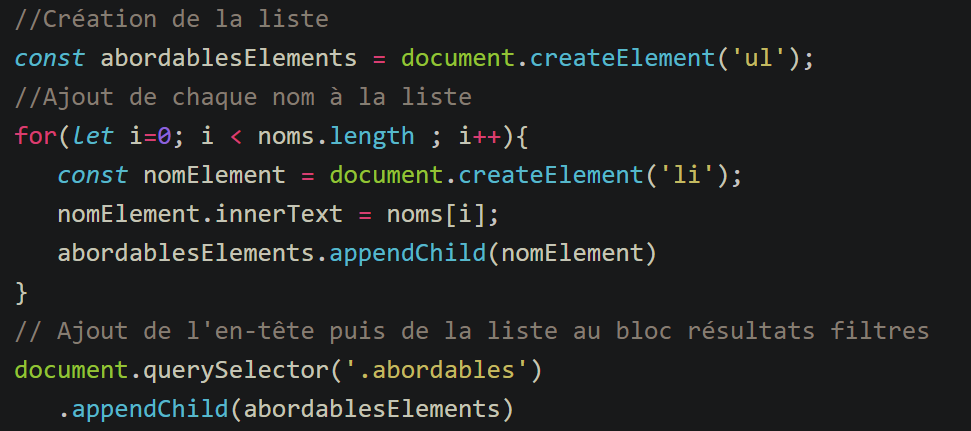 //Création de la liste
const abordablesElements = document.createElement('ul');
//Ajout de chaque nom à la liste
for(let i=0; i < noms.length ; i++){
   const nomElement = document.createElement('li');
   nomElement.innerText = noms[i];
   abordablesElements.appendChild(nomElement)
}
// Ajout de l'en-tête puis de la liste au bloc résultats filtres
document.querySelector('.abordables')
   .appendChild(abordablesElements)